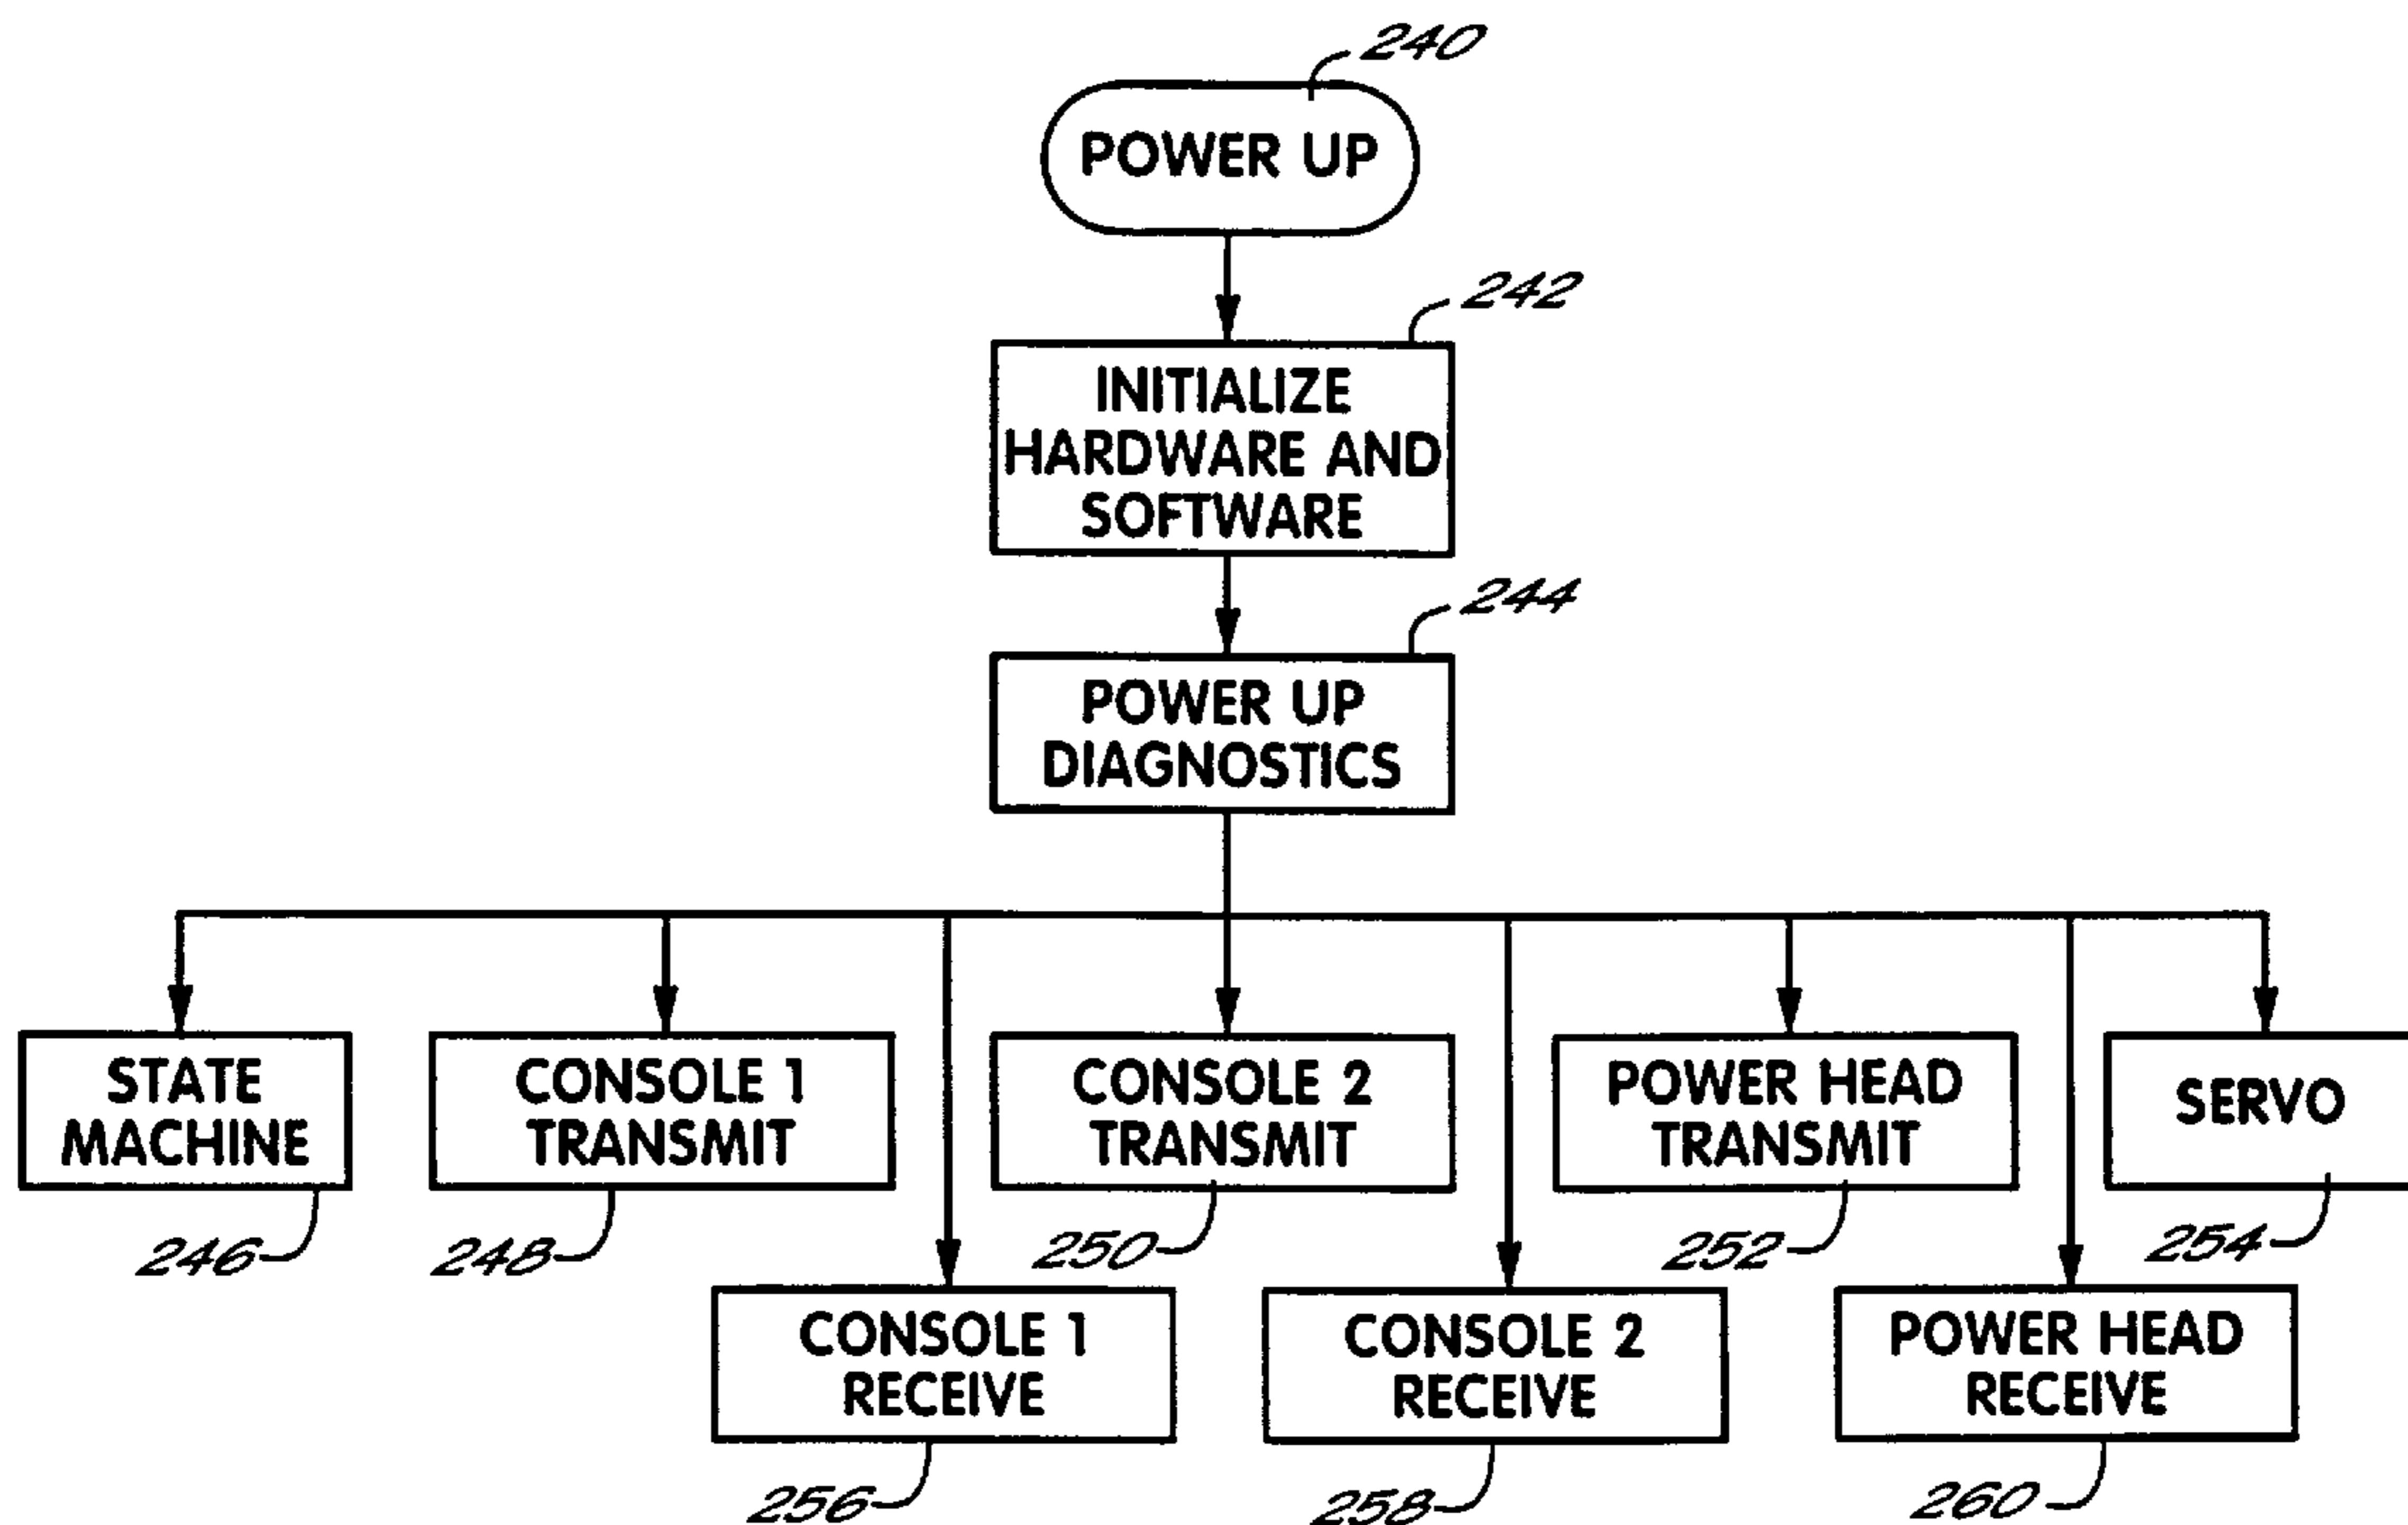 240
POWER UP
242
INITIALIZE
HARDWARE AND
SOFTWARE
244
POWER UP
DIAGNOSTICS
STATE
MACHINE
246
CONSOLE 1
TRANSMIT
248
CONSOLE 2
TRANSMIT
250
POWER HEAD
TRANSMIT
252
SERVO
254
CONSOLE 1
RECEIVE
256
CONSOLE 2
RECEIVE
258
POWER HEAD
RECEIVE
260